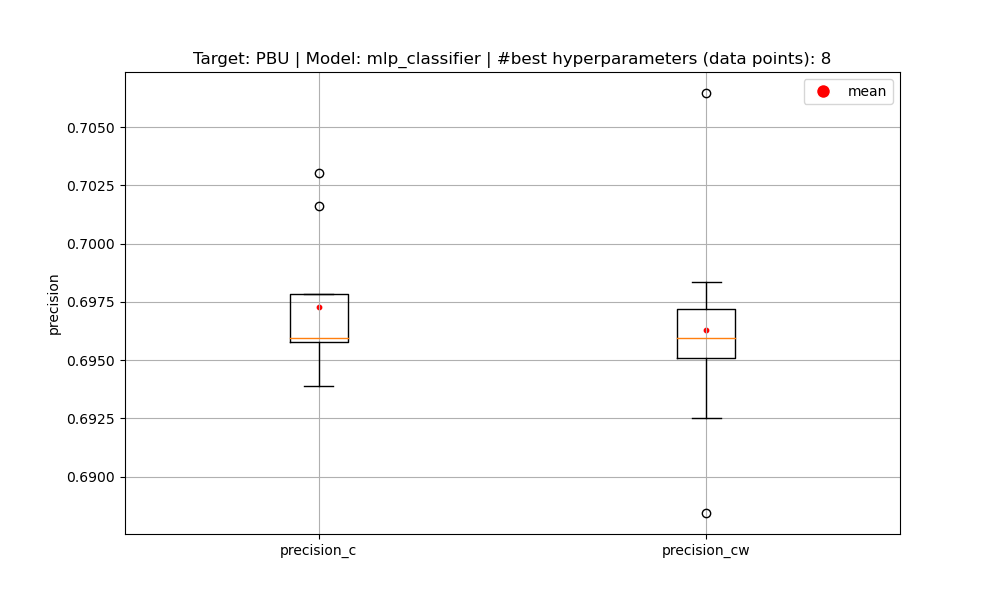 Target: PBU | Model: mlp_classifier | #best hyperparameters (data points): 8
mean
0.7050
0.7025
0.7000
0.6975
0.6950
0.6925
0.6900
precision
precision_c
precision_cw